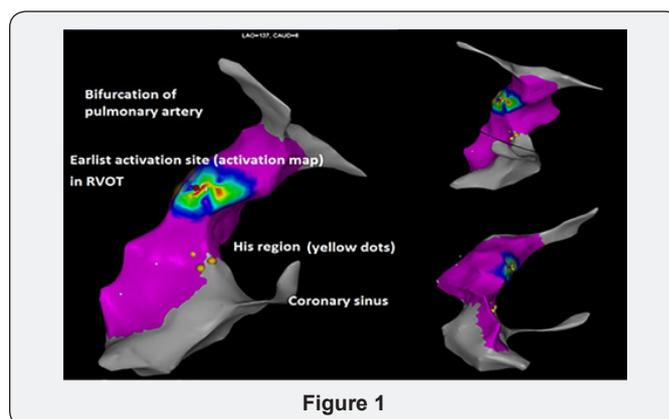 LAO=137, CAUD=6
Bifurcation of
pulmonary artery
Earlist activation site (activation map)
in RVOT
His region (yellow dots)
Coronary sinus
Figure 1